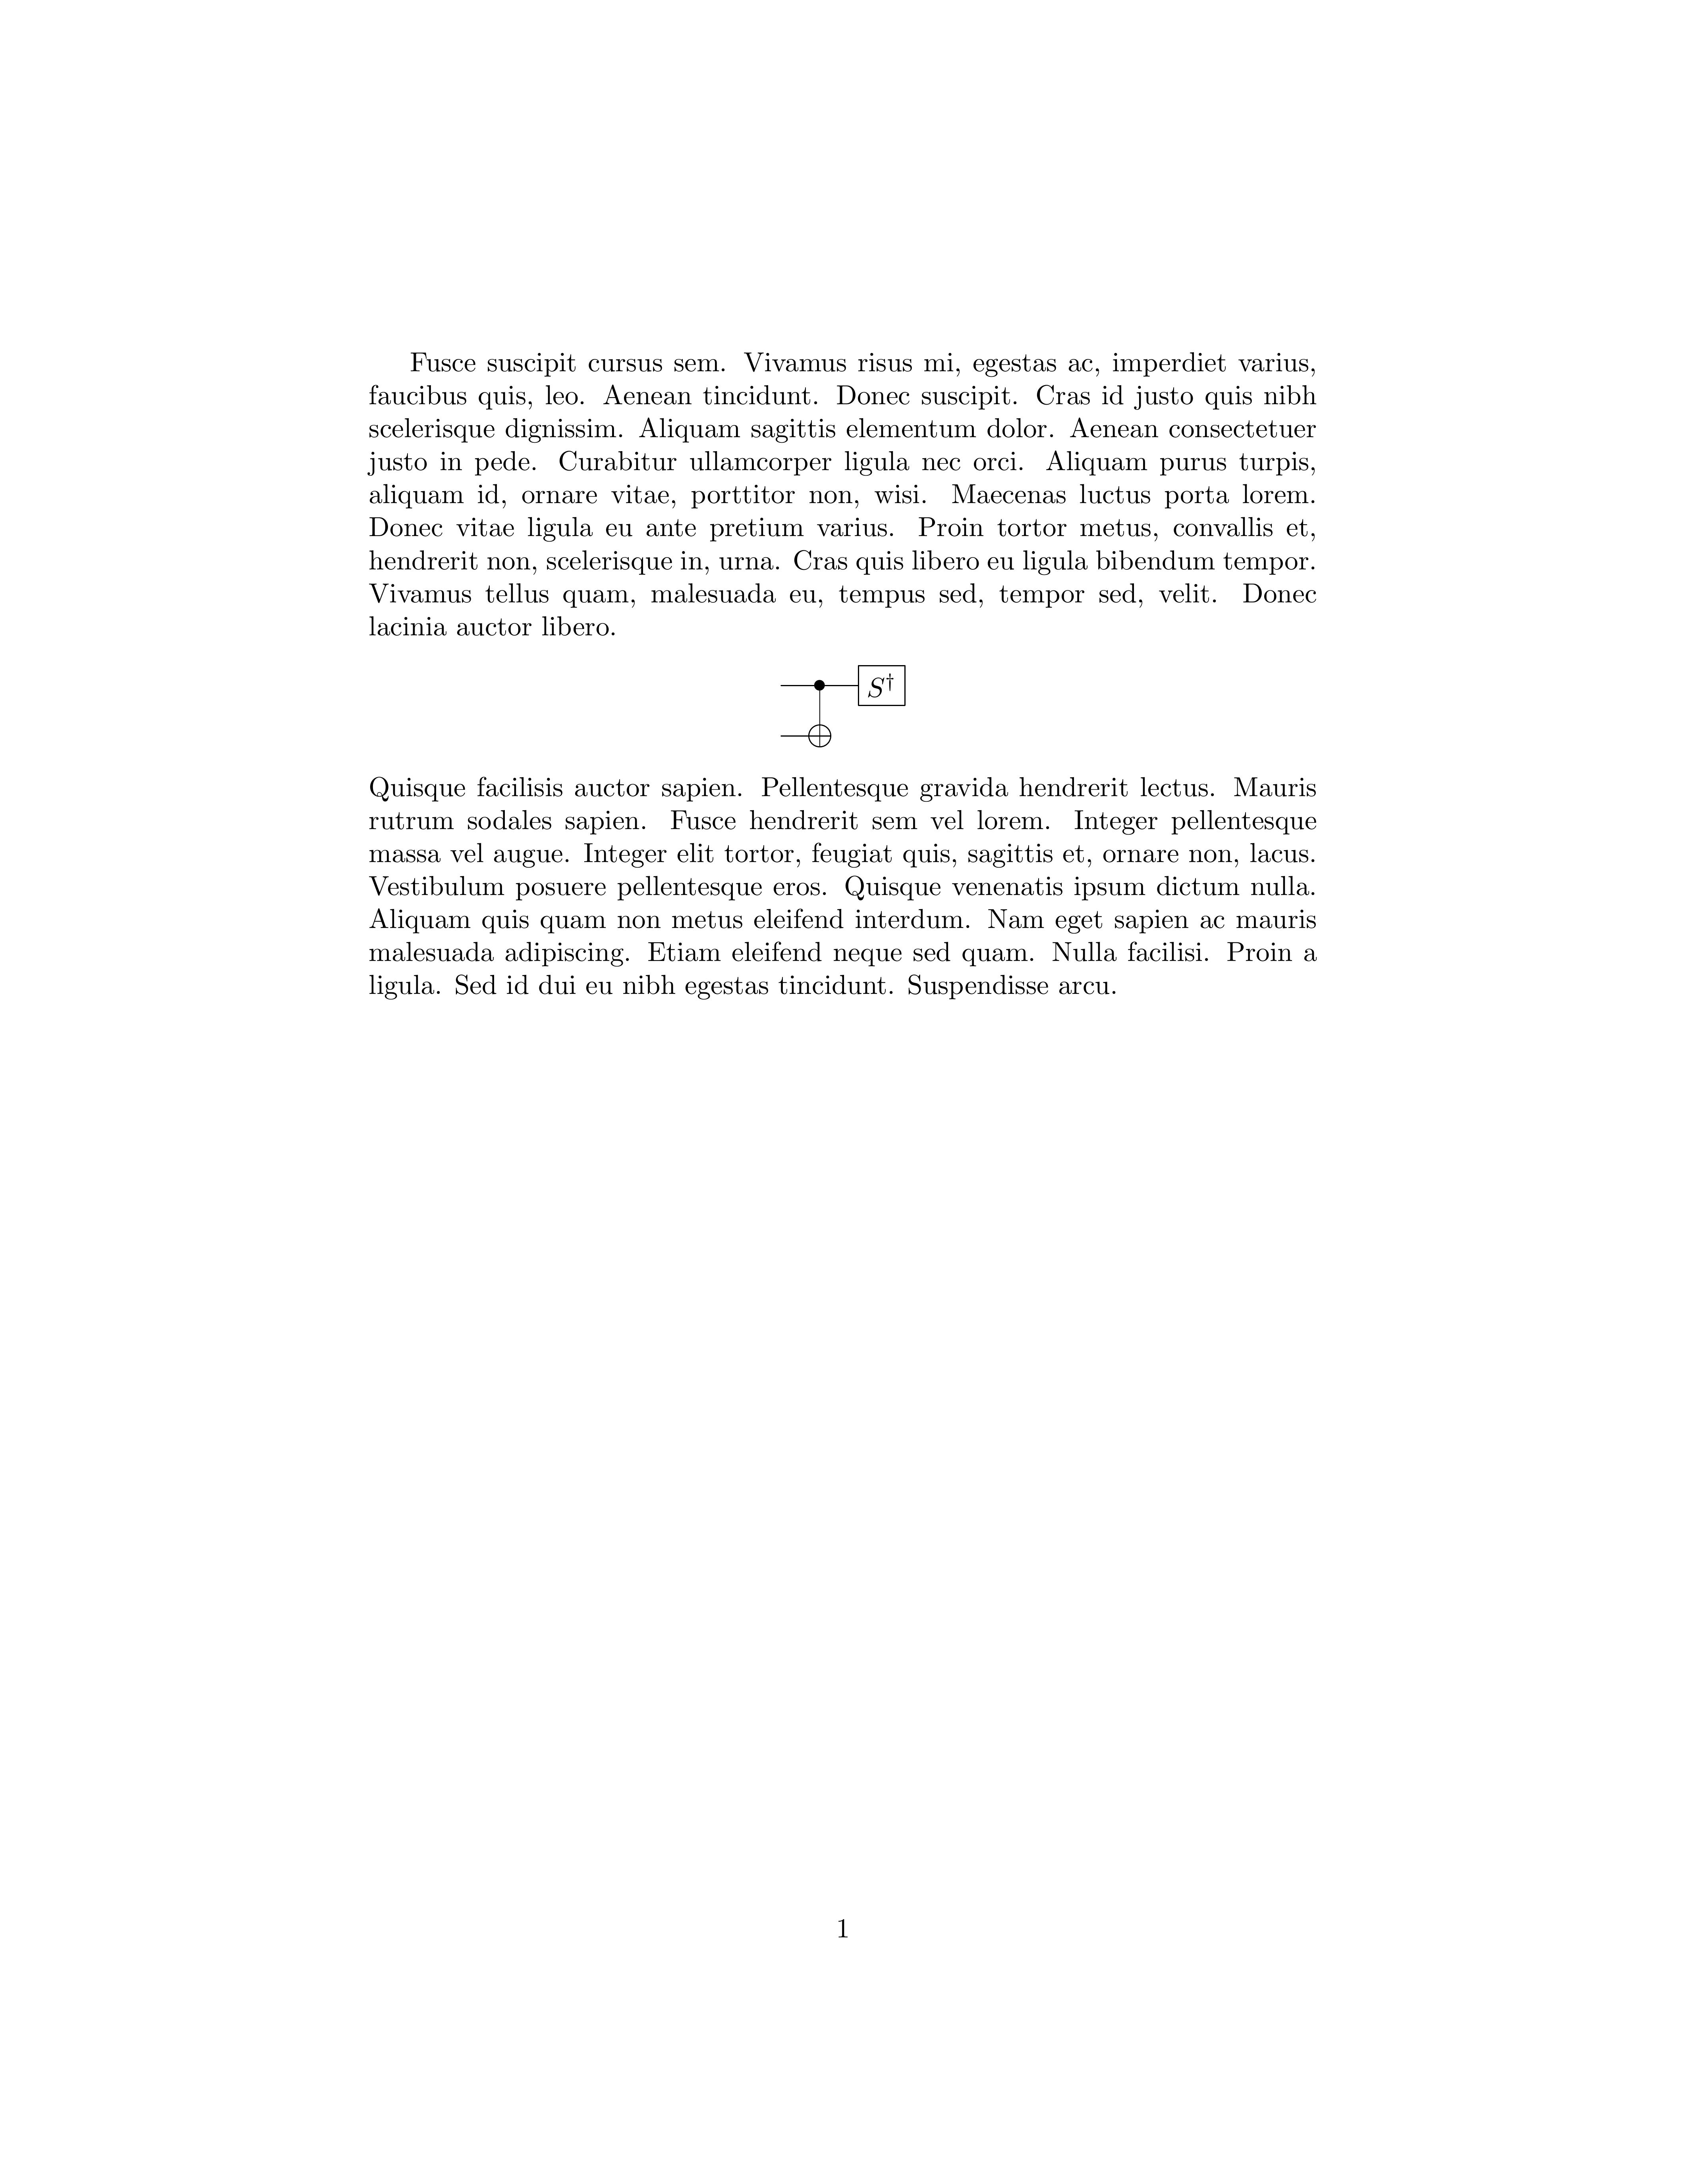 Fusce suscipit cursus sem. Vivamus risus mi, egestas ac, imperdiet varius,
faucibus quis, leo. Aenean tincidunt. Donec suscipit. Cras id justo quis nibh
scelerisque dignissim. Aliquam sagittis elementum dolor. Aenean consectetuer
justo in pede. Curabitur ullamcorper ligula nec orci. Aliquam purus turpis,
aliquam id, ornare vitae, porttitor non, wisi. Maecenas luctus porta lorem.
Donec vitae ligula eu ante pretium varius. Proin tortor metus, convallis et,
hendrerit non, scelerisque in, urna. Cras quis libero eu ligula bibendum tempor.
Vivamus tellus quam, malesuada eu, tempus sed, tempor sed, velit. Donec
lacinia auctor libero.
S†
Quisque facilisis auctor sapien. Pellentesque gravida hendrerit lectus. Mauris
rutrum sodales sapien. Fusce hendrerit sem vel lorem. Integer pellentesque
massa vel augue. Integer elit tortor, feugiat quis, sagittis et, ornare non, lacus.
Vestibulum posuere pellentesque eros. Quisque venenatis ipsum dictum nulla.
Aliquam quis quam non metus eleifend interdum. Nam eget sapien ac mauris
malesuada adipiscing. Etiam eleifend neque sed quam. Nulla facilisi. Proin a
ligula. Sed id dui eu nibh egestas tincidunt. Suspendisse arcu.
1